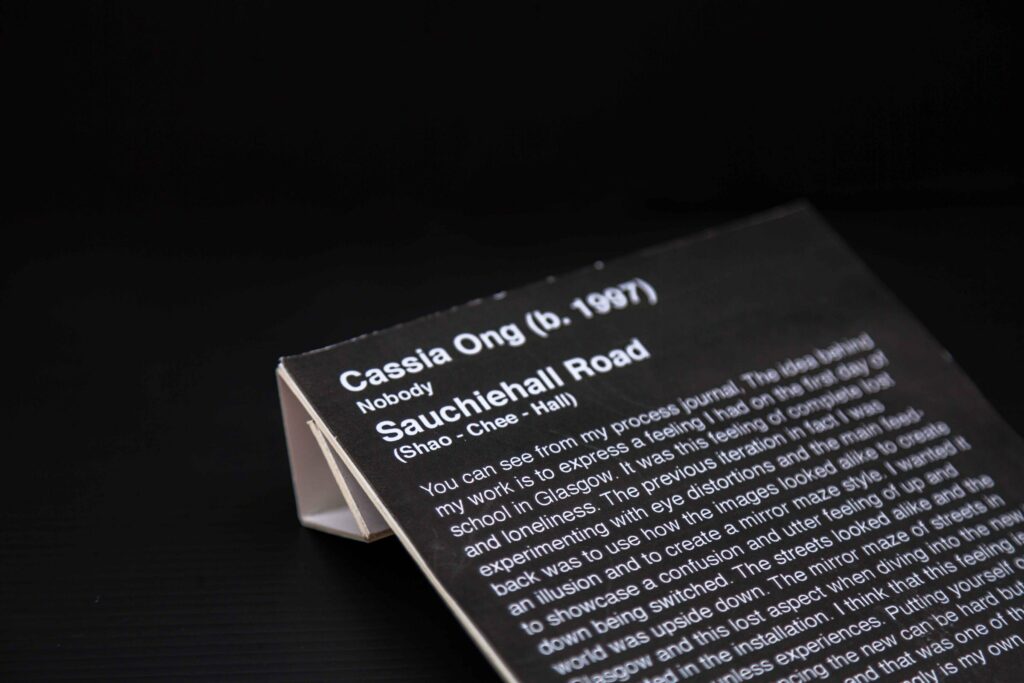 Cassia Ong (b. 1997)
Nobody
Sauchiehall Road
(Shao - Chee - Hall)
You can see from my process journal. The idea behind
my work is to express a feeling I had on the first day of
school in Glasgow. It was this feeling of complete lost
and loneliness. The previous iteration in fact I was
experimenting with eye distortions and the main feed-
back was to use how the images looked alike to create
an illusion and to create a mirror maze style. I wanted it
to showcase a confusion and utter feeling of up and
down being switched. The streets looked alike and the
world was upside down. The mirror maze of streets in
Glasgow and this lost aspect when diving into the new
in the installation. I think that this feeling is
experiences. Putting yourself
the new can be hard but
and that was one of the
is my own